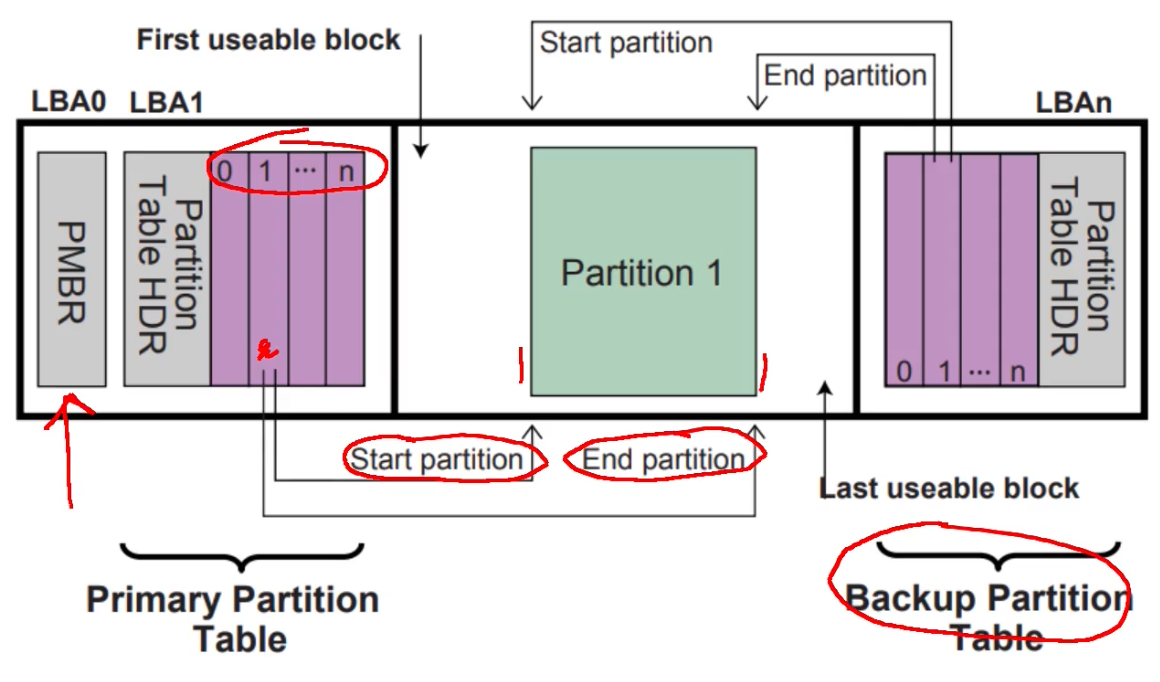 First useable block
Start partition
End partition
LBA0
LBA1
LBAn
PMBR
Partition
Table HDR
0 1 ... n
Partition 1
Partition
Table HDR
0 1 ... n
Start partition
End partition
Last useable block
Primary Partition
Table
Backup Partition
Table